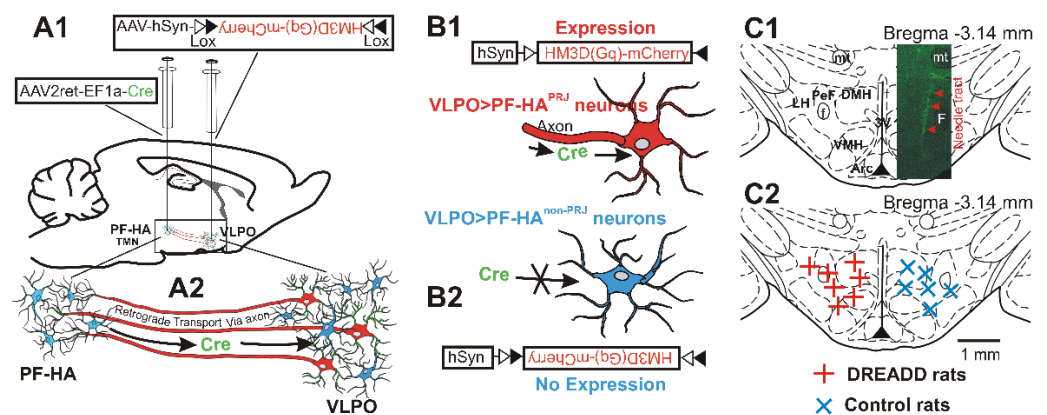 A1
AAV-hSyn- HM3D(Gq)-mCherry
Lox Lox
AAV2ret-EF1a-Cre
PF-HA
TMN
VLPO
A2
Retrograde Transport Via axon
Cre
PF-HA
VLPO
B1
Expression
hSyn HM3D(Gq)-mCherry
VLPO>PF-HAPRJ neurons
Axon
Cre
VLPO>PF-HAnon-PRJ neurons
Cre
B2
hSyn HM3D(Gq)-mCherry
No Expression
C1
Bregma -3.14 mm
mt mt
PeF DMH
LH f 3V F
VMH
Arc
Needle tract
C2
Bregma -3.14 mm
1 mm
DREADD rats
Control rats